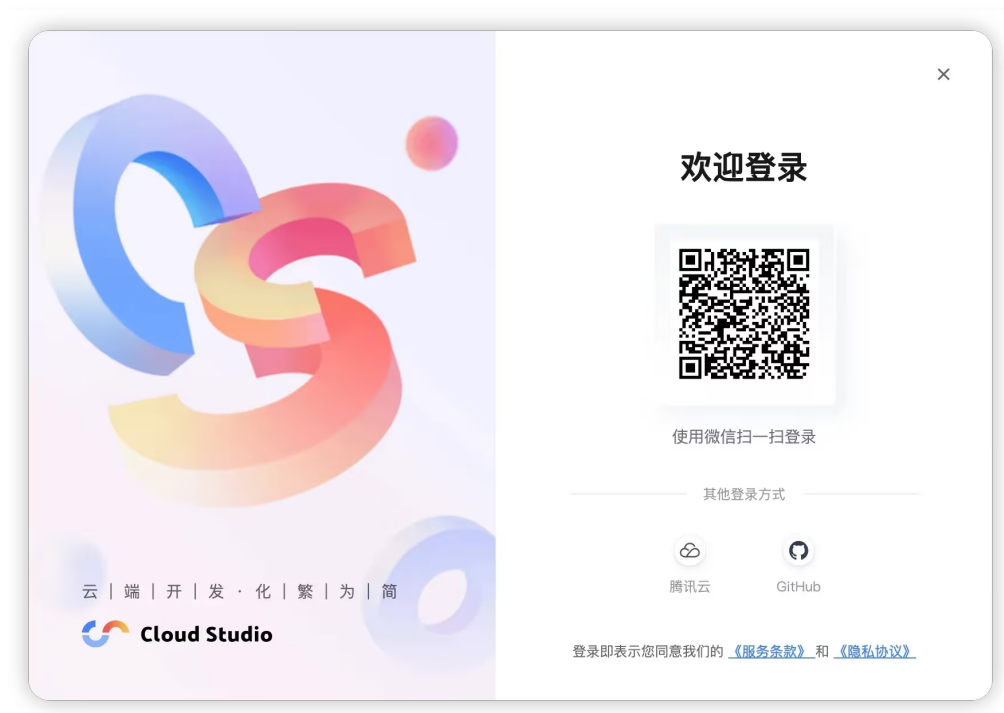 欢迎登录
使用微信扫一扫登录
其他登录方式
腾讯云
GitHub
登录即表示您同意我们的 《服务条款》 和 《隐私协议》
云 | 端 | 开 | 发 · 化 | 繁 | 为 | 简
Cloud Studio